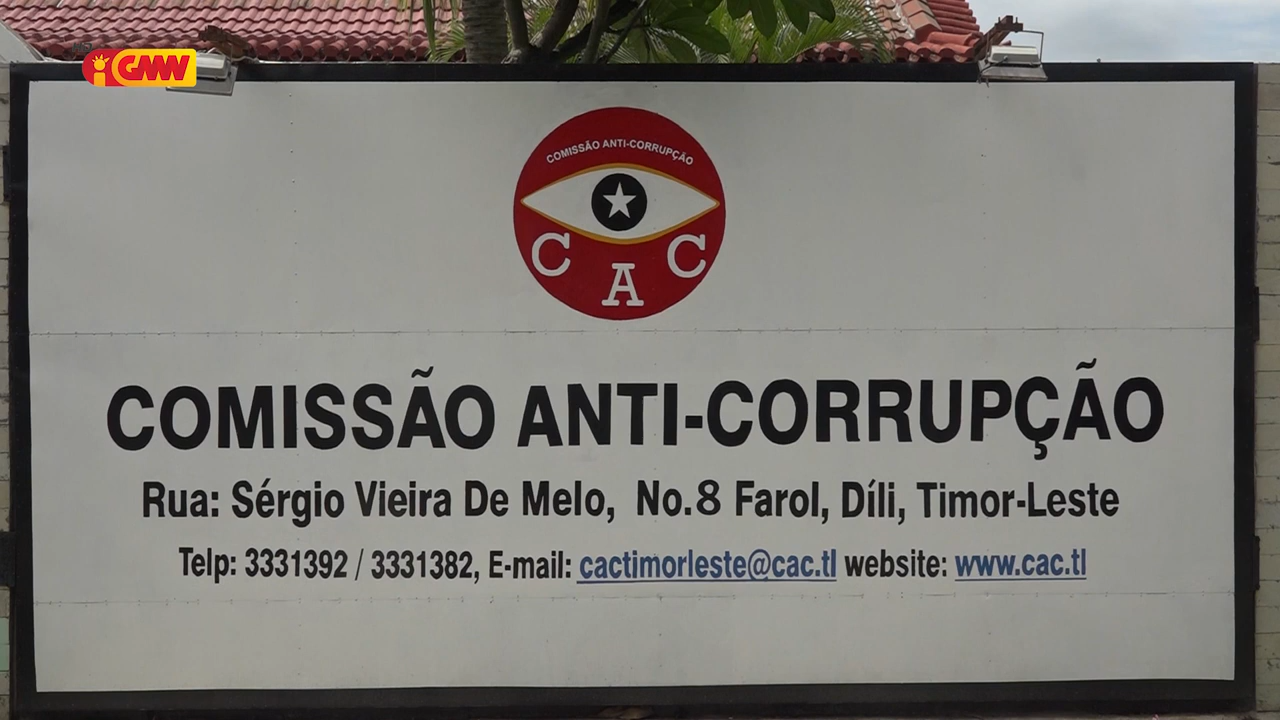 GMN
COMISSÃO ANTI-CORRUPÇÃO
C A C
COMISSÃO ANTI-CORRUPÇÃO
Rua: Sérgio Vieira De Melo, No.8 Farol, Díli, Timor-Leste
Telp: 3331392 / 3331382, E-mail: cactimorleste@cac.tl website: www.cac.tl